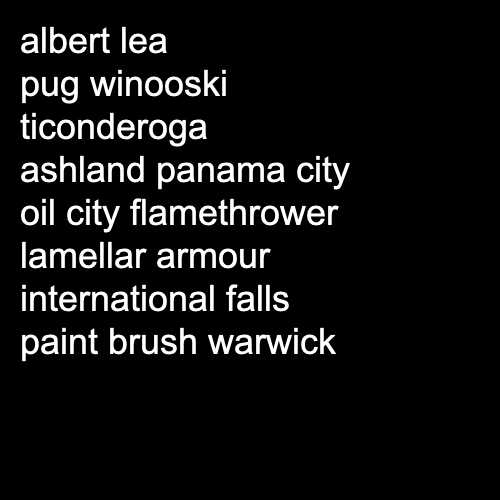 albert lea
pug winooski
ticonderoga
ashland panama city
oil city flamethrower
lamellar armour
international falls
paint brush warwick